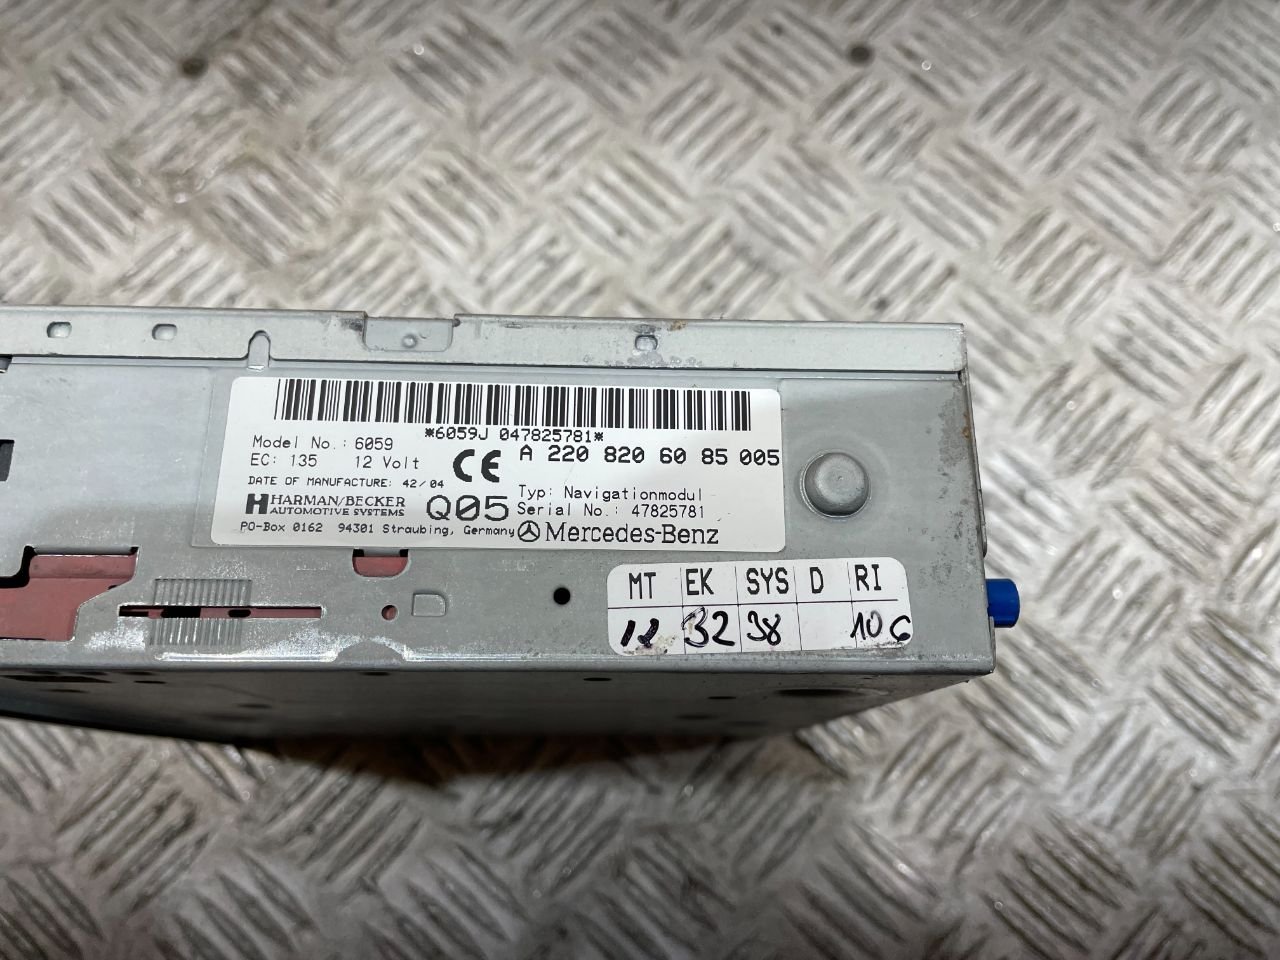 *6059J 047825781*
Model No.: 6059
A 220 820 60 85 005
EC: 135 12 Volt
CE
DATE OF MANUFACTURE: 42/04
HARMAN/BECKER
AUTOMOTIVE SYSTEMS
Q05
Typ: Navigationmodul
Serial No.: 47825781
PO-Box 0162 94301 Straubing, Germany
Mercedes-Benz
MT EK SYS D RI
32 38 10 C